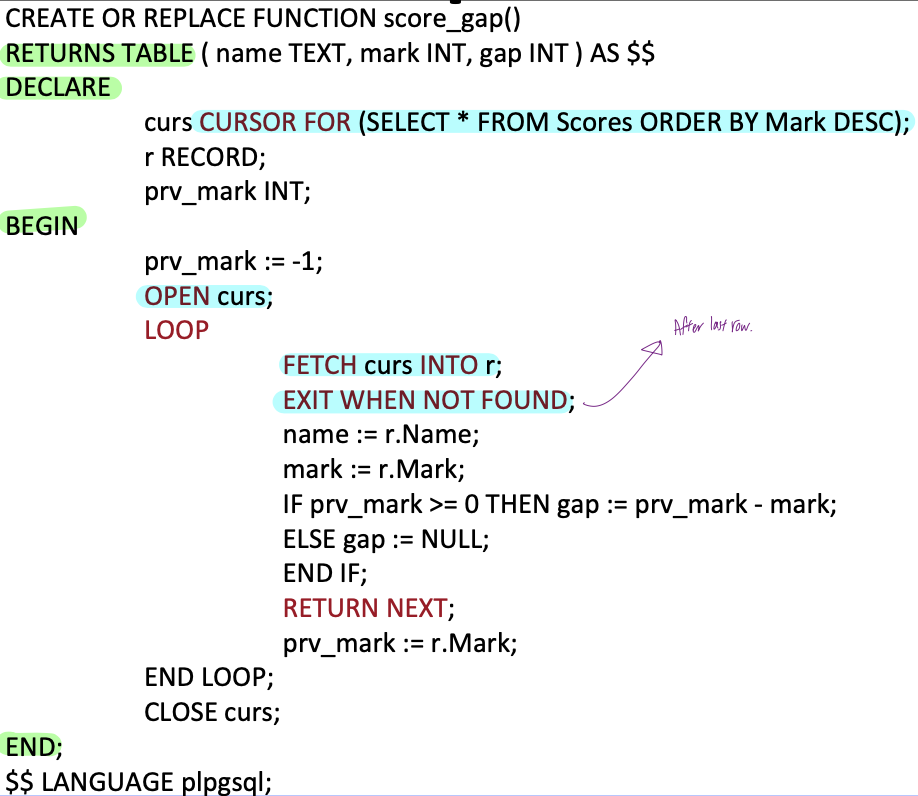 CREATE OR REPLACE FUNCTION score_gap()
RETURNS TABLE ( name TEXT, mark INT, gap INT ) AS $$
DECLARE
curs CURSOR FOR (SELECT * FROM Scores ORDER BY Mark DESC);
r RECORD;
prv_mark INT;
BEGIN
prv_mark := -1;
OPEN curs;
LOOP
After last row.
FETCH curs INTO r;
EXIT WHEN NOT FOUND;
name := r.Name;
mark := r.Mark;
IF prv_mark >= 0 THEN gap := prv_mark - mark;
ELSE gap := NULL;
END IF;
RETURN NEXT;
prv_mark := r.Mark;
END LOOP;
CLOSE curs;
END;
$$ LANGUAGE plpgsql;